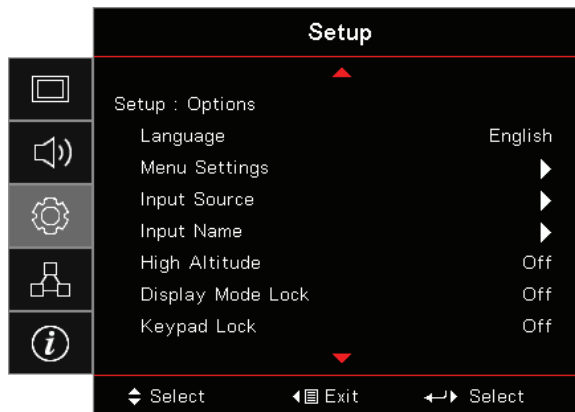 Setup
Setup : Options
Language English
Menu Settings
Input Source
Input Name
High Altitude Off
Display Mode Lock Off
Keypad Lock Off
Select Exit Select